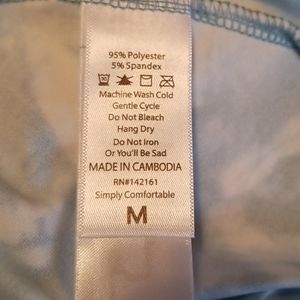 95% Polyester
5% Spandex
Machine Wash Cold
Gentle Cycle
Do Not Bleach
Hang Dry
Do Not Iron
Or You'll Be Sad
MADE IN CAMBODIA
RN#142161
Simply Comfortable
M